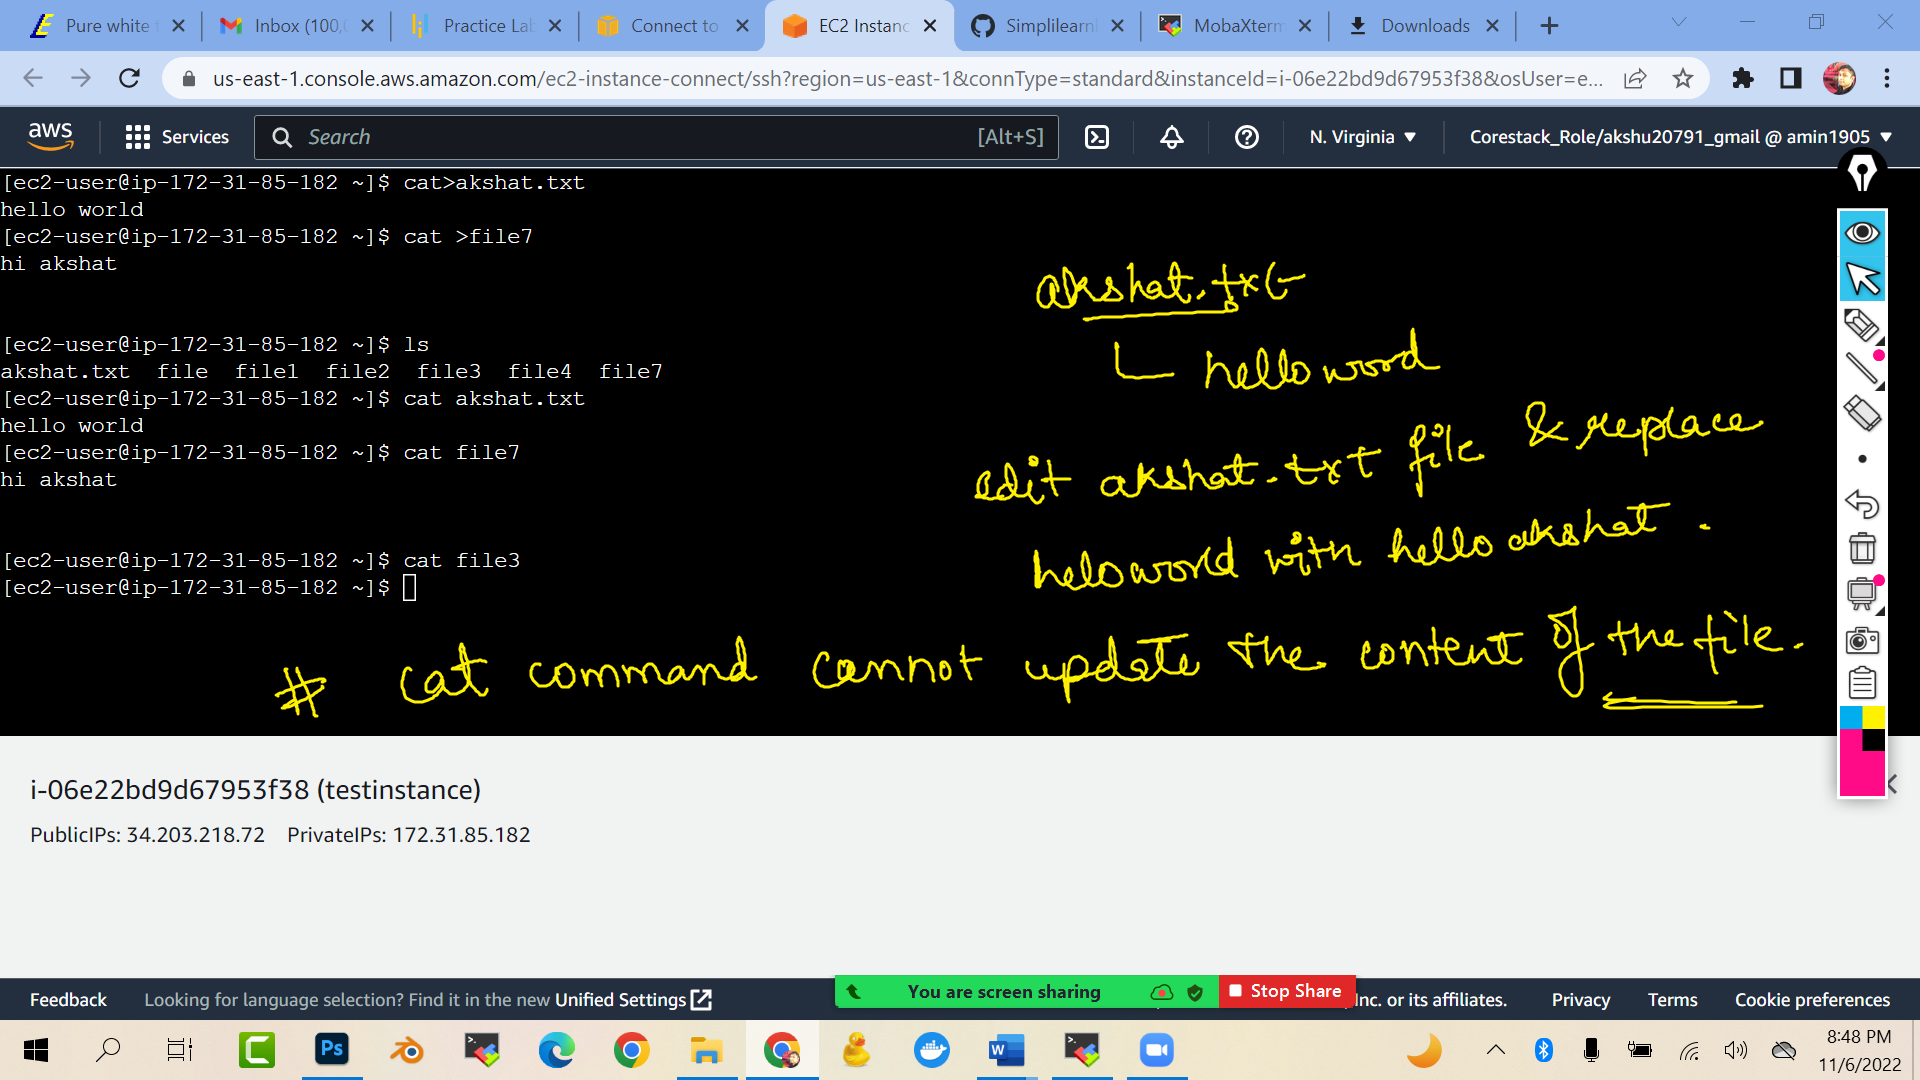 Pure white
Inbox (100,
Practice Lab
Connect to
EC2 Instanc
Simplilearn
MobaXterm
Downloads
us-east-1.console.aws.amazon.com/ec2-instance-connect/ssh?region=us-east-1&connType=standard&instanceId=i-06e22bd9d67953f38&osUser=e...
aws
Services
Search
[Alt+S]
N. Virginia
Corestack_Role/akshu20791_gmail @ amin1905
[ec2-user@ip-172-31-85-182 ~]$ cat>akshat.txt
hello world
[ec2-user@ip-172-31-85-182 ~]$ cat >file7
hi akshat
[ec2-user@ip-172-31-85-182 ~]$ ls
akshat.txt file file1 file2 file3 file4 file7
[ec2-user@ip-172-31-85-182 ~]$ cat akshat.txt
hello world
[ec2-user@ip-172-31-85-182 ~]$ cat file7
hi akshat
[ec2-user@ip-172-31-85-182 ~]$ cat file3
[ec2-user@ip-172-31-85-182 ~]$
akshat.txt
hello word
edit akshat.txt file & replace
heloworld with hello akshat.
# cat command cannot update the content of the file.
i-06e22bd9d67953f38 (testinstance)
PublicIPs: 34.203.218.72 PrivateIPs: 172.31.85.182
Feedback
Looking for language selection? Find it in the new Unified Settings
You are screen sharing
Stop Share
Inc. or its affiliates.
Privacy
Terms
Cookie preferences
Ps
W
8:48 PM
11/6/2022